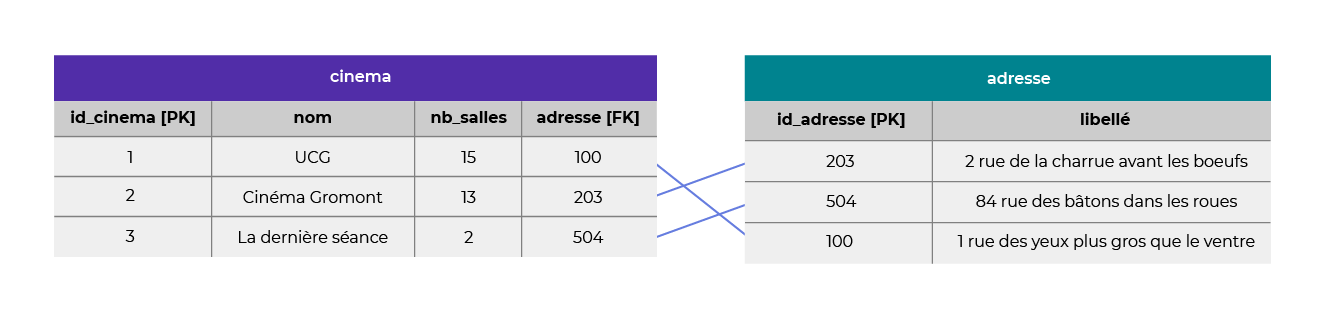 cinema
id_cinema [PK] nom nb_salles adresse [FK]
1 UCG 15 100
2 Cinéma Gromont 13 203
3 La dernière séance 2 504
adresse
id_adresse [PK] libellé
203 2 rue de la charrue avant les boeufs
504 84 rue des bâtons dans les roues
100 1 rue des yeux plus gros que le ventre